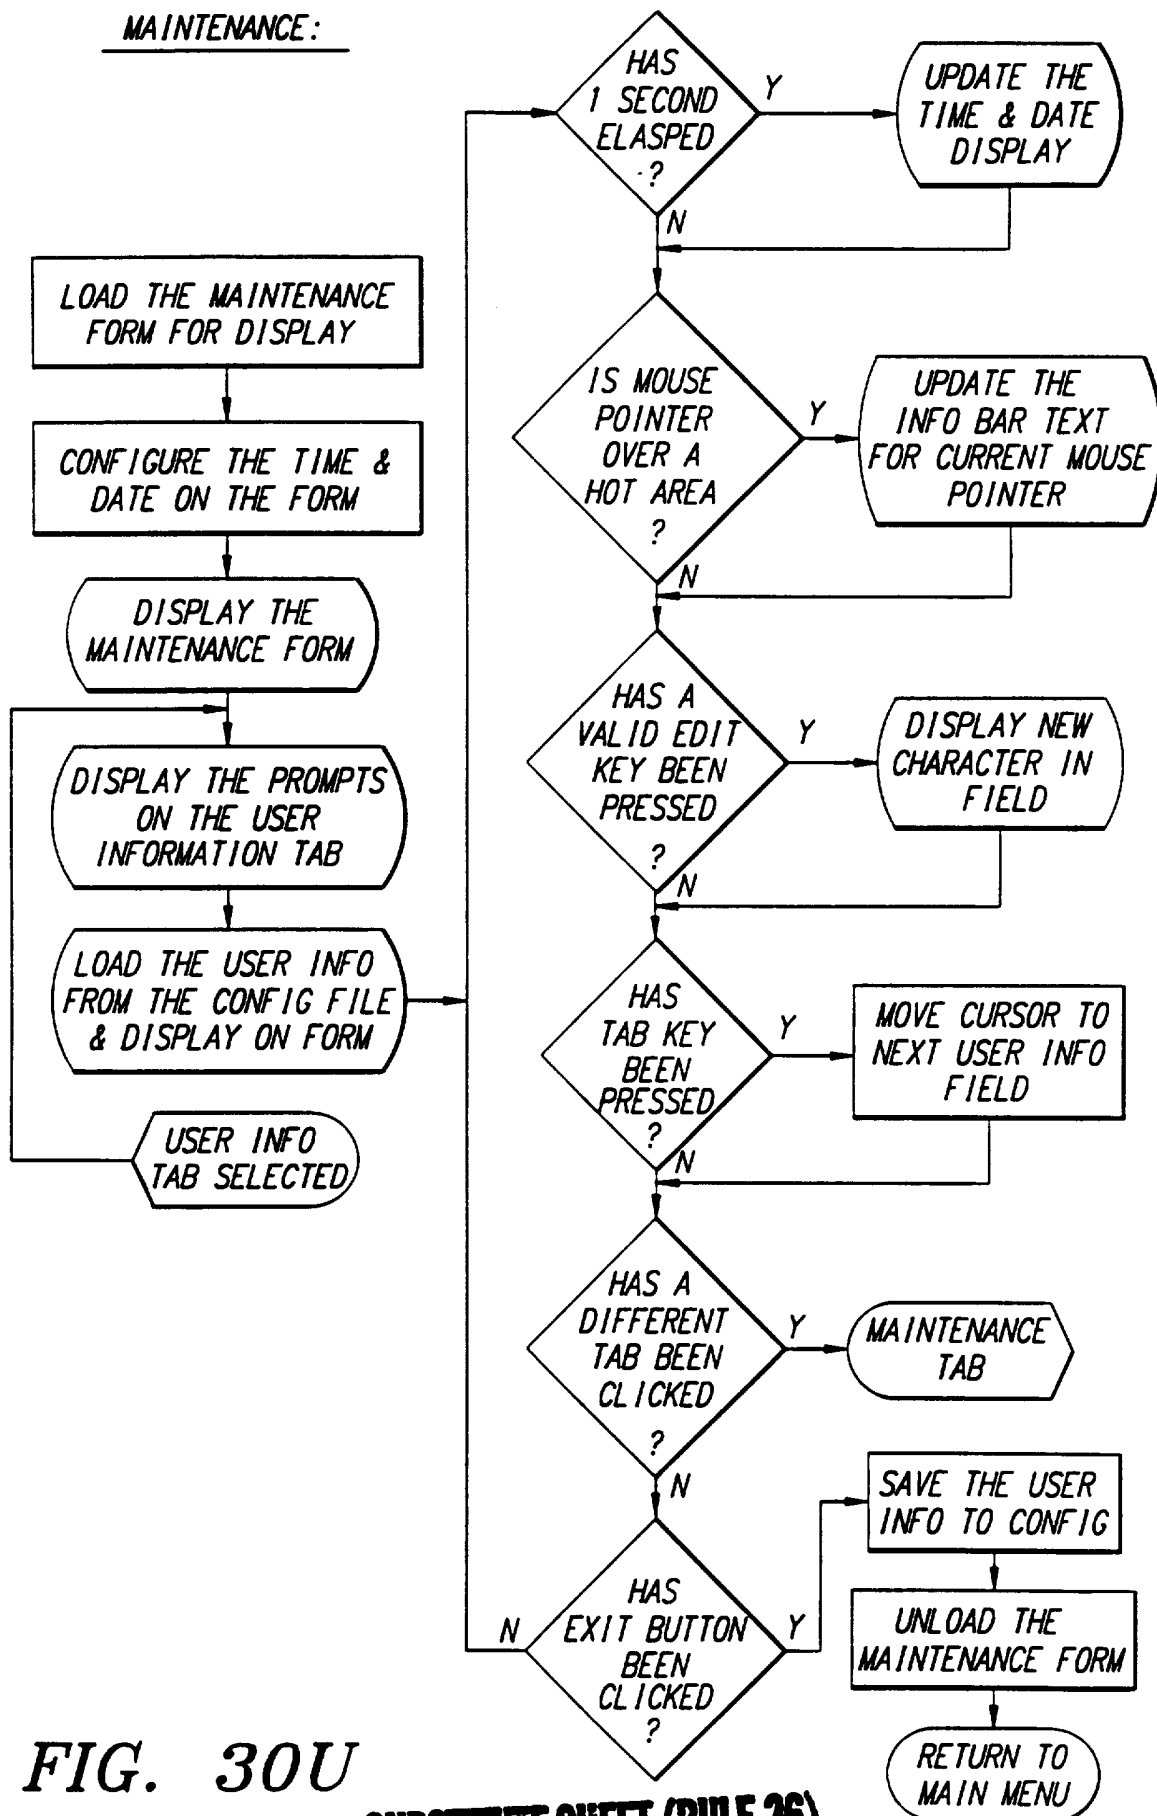 MAINTENANCE:
HAS
1 SECOND
ELASPED
?
Y
UPDATE THE
TIME & DATE
DISPLAY
N
LOAD THE MAINTENANCE
FORM FOR DISPLAY
CONFIGURE THE TIME &
DATE ON THE FORM
DISPLAY THE
MAINTENANCE FORM
DISPLAY THE PROMPTS
ON THE USER
INFORMATION TAB
LOAD THE USER INFO
FROM THE CONFIG FILE
& DISPLAY ON FORM
USER INFO
TAB SELECTED
IS MOUSE
POINTER
OVER A
HOT AREA
?
Y
UPDATE THE
INFO BAR TEXT
FOR CURRENT MOUSE
POINTER
N
HAS A
VALID EDIT
KEY BEEN
PRESSED
?
Y
DISPLAY NEW
CHARACTER IN
FIELD
N
HAS
TAB KEY
BEEN
PRESSED
?
Y
MOVE CURSOR TO
NEXT USER INFO
FIELD
N
HAS A
DIFFERENT
TAB BEEN
CLICKED
?
Y
MAINTENANCE
TAB
N
HAS
EXIT BUTTON
BEEN
CLICKED
?
N
Y
SAVE THE USER
INFO TO CONFIG
UNLOAD THE
MAINTENANCE FORM
RETURN TO
MAIN MENU
FIG. 30U
SUBSTITUTE SHEET (RULE 26)